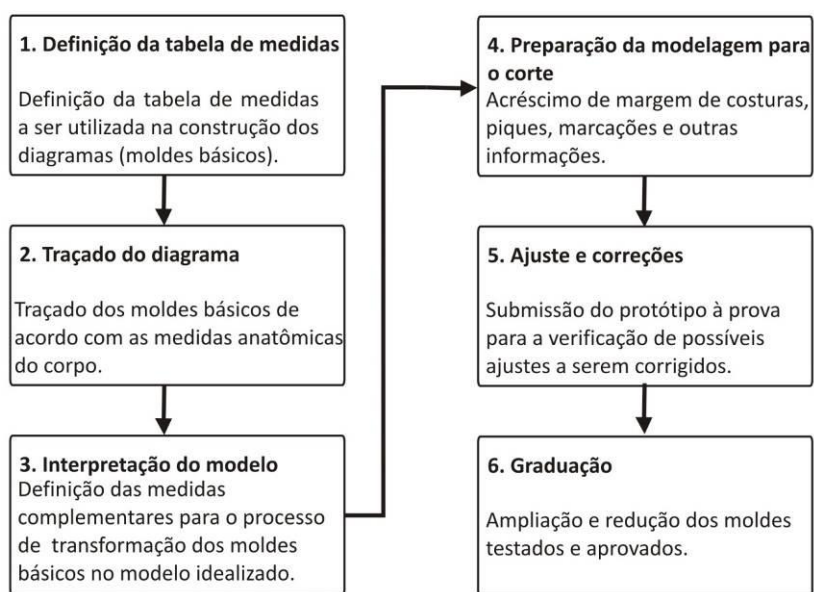 1. Definição da tabela de medidas
Definição da tabela de medidas
a ser utilizada na construção dos
diagramas (moldes básicos).
2. Traçado do diagrama
Traçado dos moldes básicos de
acordo com as medidas anatômicas
do corpo.
3. Interpretação do modelo
Definição das medidas
complementares para o processo
de transformação dos moldes
básicos no modelo idealizado.
4. Preparação da modelagem para
o corte
Acréscimo de margem de costuras,
piques, marcações e outras
informações.
5. Ajuste e correções
Submissão do protótipo à prova
para a verificação de possíveis
ajustes a serem corrigidos.
6. Graduação
Ampliação e redução dos moldes
testados e aprovados.